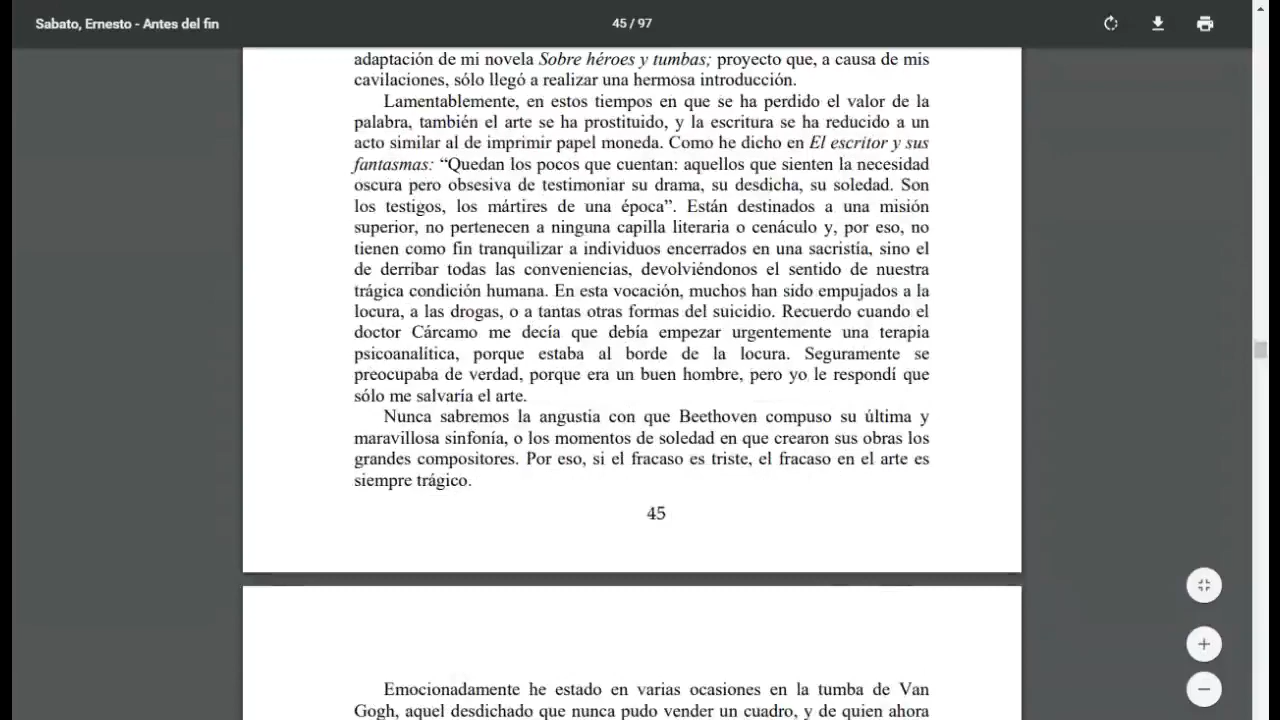 Sabato, Ernesto - Antes del fin
45 / 97
adaptación de mi novela Sobre héroes y tumbas; proyecto que, a causa de mis
cavilaciones, sólo llegó a realizar una hermosa introducción.
Lamentablemente, en estos tiempos en que se ha perdido el valor de la
palabra, también el arte se ha prostituido, y la escritura se ha reducido a un
acto similar al de imprimir papel moneda. Como he dicho en El escritor y sus
fantasmas: “Quedan los pocos que cuentan: aquellos que sienten la necesidad
oscura pero obsesiva de testimoniar su drama, su desdicha, su soledad. Son
los testigos, los mártires de una época”. Están destinados a una misión
superior, no pertenecen a ninguna capilla literaria o cenáculo y, por eso, no
tienen como fin tranquilizar a individuos encerrados en una sacristía, sino el
de derribar todas las conveniencias, devolviéndonos el sentido de nuestra
trágica condición humana. En esta vocación, muchos han sido empujados a la
locura, a las drogas, o a tantas otras formas del suicidio. Recuerdo cuando el
doctor Cárcamo me decía que debía empezar urgentemente una terapia
psicoanalítica, porque estaba al borde de la locura. Seguramente se
preocupaba de verdad, porque era un buen hombre, pero yo le respondí que
sólo me salvaría el arte.
Nunca sabremos la angustia con que Beethoven compuso su última y
maravillosa sinfonía, o los momentos de soledad en que crearon sus obras los
grandes compositores. Por eso, si el fracaso es triste, el fracaso en el arte es
siempre trágico.
45
Emocionadamente he estado en varias ocasiones en la tumba de Van
Gogh, aquel desdichado que nunca pudo vender un cuadro, y de quien ahora